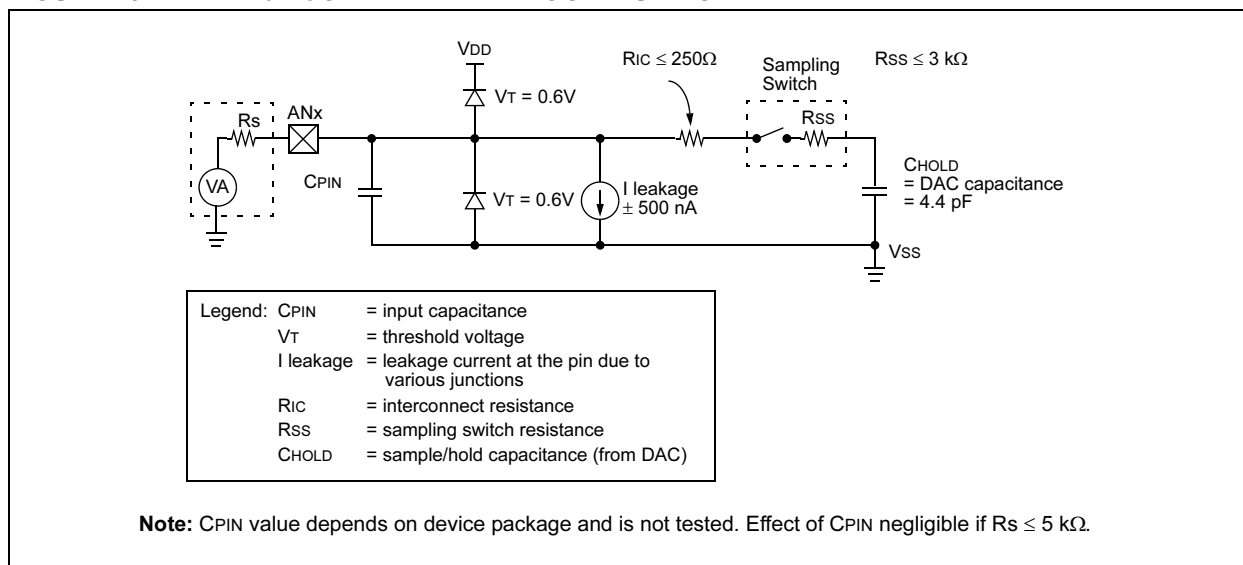 VDD
RIC ≤ 250Ω
Sampling
Switch
RSS ≤ 3 kΩ
VT = 0.6V
Rs
ANx
RSS
VA
CPIN
VT = 0.6V
I leakage
± 500 nA
CHOLD
= DAC capacitance
= 4.4 pF
VSS
Legend: CPIN = input capacitance
VT = threshold voltage
I leakage = leakage current at the pin due to
various junctions
RIC = interconnect resistance
RSS = sampling switch resistance
CHOLD = sample/hold capacitance (from DAC)
Note: CPIN value depends on device package and is not tested. Effect of CPIN negligible if Rs ≤ 5 kΩ.